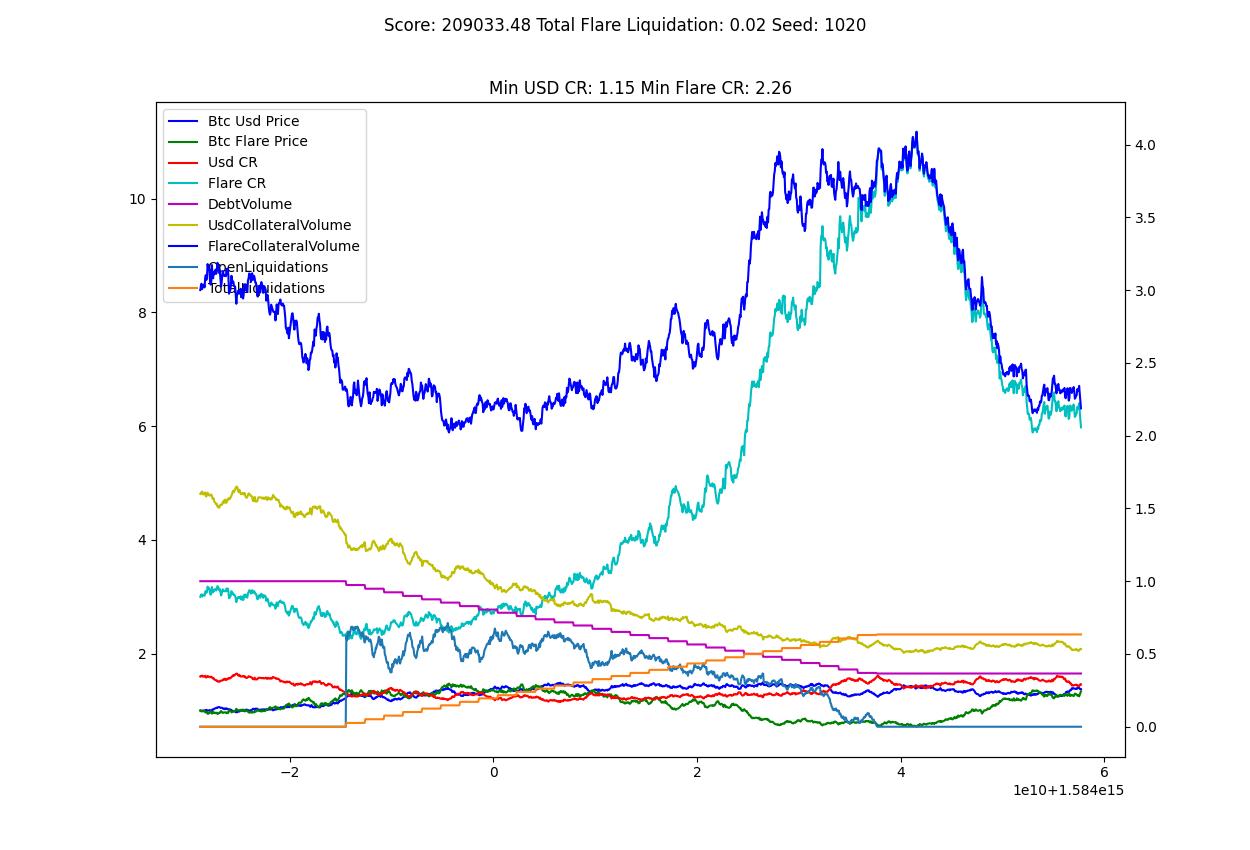 Score: 209033.48 Total Flare Liquidation: 0.02 Seed: 1020
Min USD CR: 1.15 Min Flare CR: 2.26
Btc Usd Price
Btc Flare Price
Usd CR
Flare CR
DebtVolume
UsdCollateralVolume
FlareCollateralVolume
OpenLiquidations
TotalLiquidations
10
8
6
4
2
4.0
3.5
3.0
2.5
2.0
1.5
1.0
0.5
0.0
−2 0 2 4 6
1e10+1.584e15